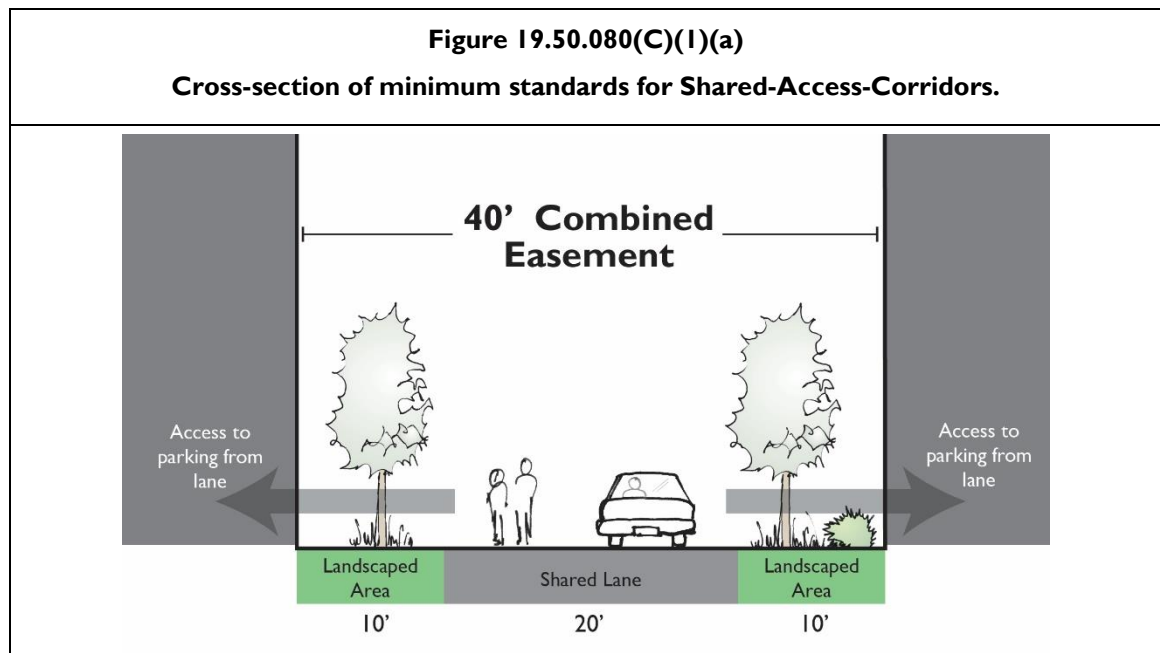 Figure 19.50.080(C)(1)(a)
Cross-section of minimum standards for Shared-Access-Corridors.
40’ Combined
Easement
Access to
parking from
lane
Access to
parking from
lane
Landscaped
Area
Shared Lane
Landscaped
Area
10’
20’
10’